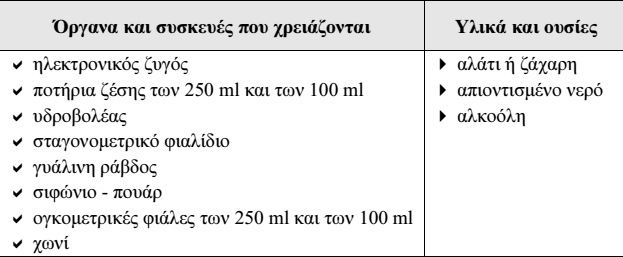 Όργανα και συσκευές που χρειάζονται
Υλικά και ουσίες
ηλεκτρονικός ζυγός
ποτήρια ζέσης των 250 ml και των 100 ml
υδροβολέας
σταγονομετρικό φιαλίδιο
γυάλινη ράβδος
σιφώνιο - πουάρ
ογκομετρικές φιάλες των 250 ml και των 100 ml
χωνί
αλάτι ή ζάχαρη
απιοντισμένο νερό
αλκοόλη